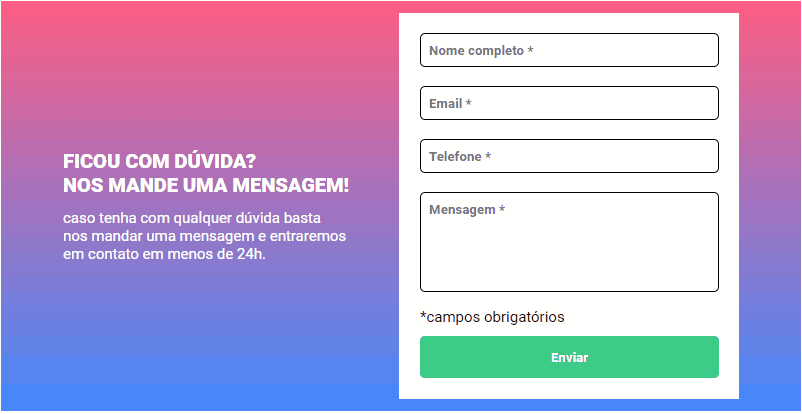 FICOU COM DÚVIDA?
NOS MANDE UMA MENSAGEM!
caso tenha com qualquer dúvida basta
nos mandar uma mensagem e entraremos
em contato em menos de 24h.
Nome completo *
Email *
Telefone *
Mensagem *
*campos obrigatórios
Enviar